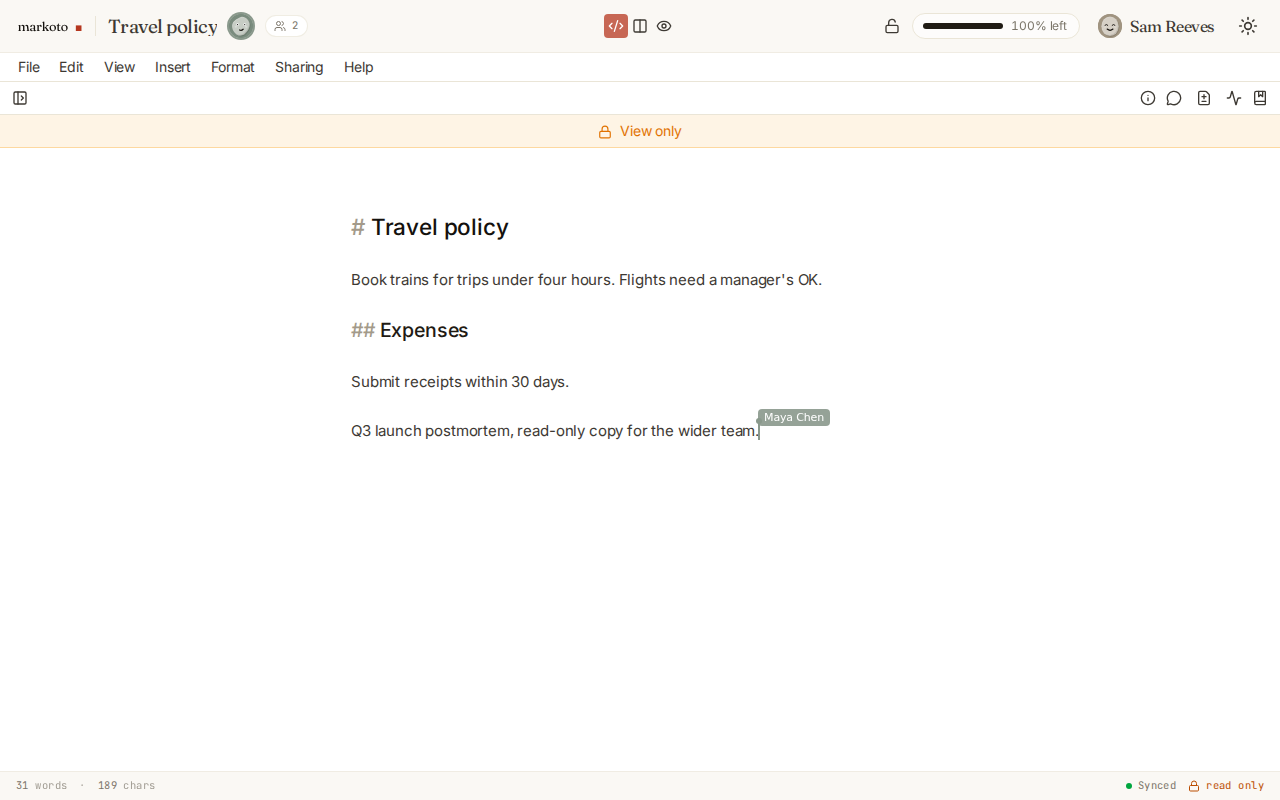 markoto
Travel policy
2
100% left
Sam Reeves
File Edit View Insert Format Sharing Help
View only
# Travel policy
Book trains for trips under four hours. Flights need a manager's OK.
## Expenses
Submit receipts within 30 days.
Maya Chen
Q3 launch postmortem, read-only copy for the wider team.
31 words · 189 chars
Synced
read only